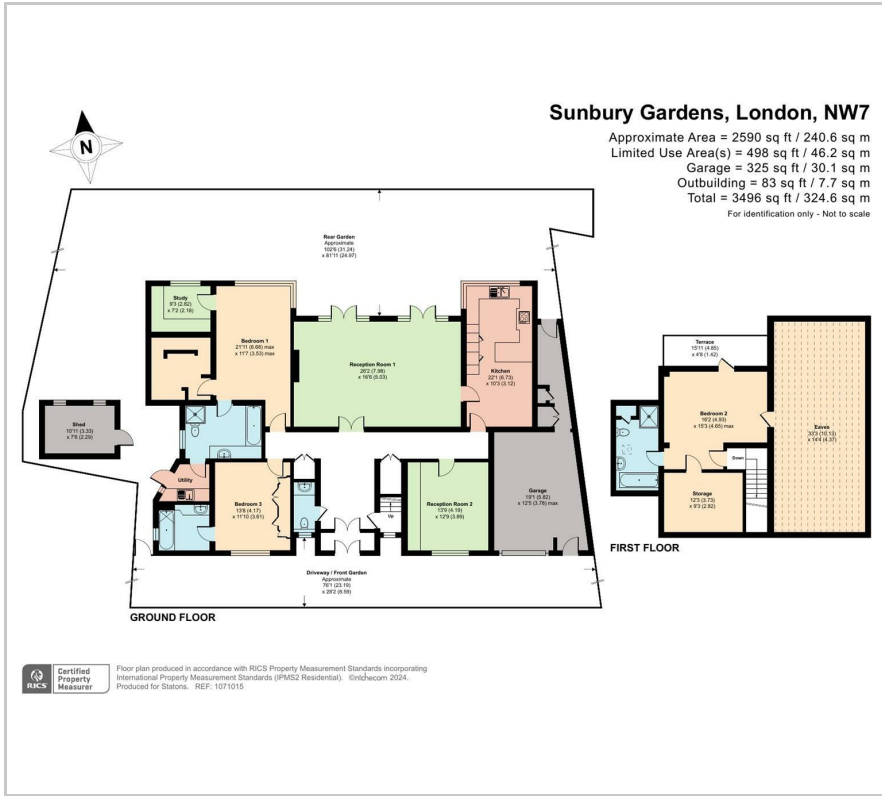 Sunbury Gardens, London, NW7
Approximate Area = 2590 sq ft / 240.6 sq m
Limited Use Area(s) = 498 sq ft / 46.2 sq m
Garage = 325 sq ft / 30.1 sq m
Outbuilding = 83 sq ft / 7.7 sq m
Total = 3496 sq ft / 324.6 sq m
For identification only - Not to scale
N
Rear Garden
Approximate
102'6 (31.24)
x 81'11 (24.97)
Study
9'3 (2.82)
x 7'2 (2.18)
Bedroom 1
21'11 (6.68) max
x 11'7 (3.53) max
Reception Room 1
26'2 (7.98)
x 16'6 (5.03)
Kitchen
22'1 (6.73)
x 10'3 (3.12)
Shed
10'11 (3.33)
x 7'6 (2.29)
Utility
Bedroom 3
13'8 (4.17)
x 11'10 (3.61)
Up
Reception Room 2
13'9 (4.19)
x 12'9 (3.89)
Garage
19'1 (5.82)
x 12'5 (3.78) max
Driveway / Front Garden
Approximate
76'1 (23.19)
x 28'2 (8.59)
GROUND FLOOR
Terrace
15'11 (4.85)
x 4'8 (1.42)
Bedroom 2
16'2 (4.93)
x 15'3 (4.65) max
Eaves
33'3 (10.13)
x 14'4 (4.37)
Down
Storage
12'3 (3.73)
x 9'3 (2.82)
FIRST FLOOR
RICS
Certified
Property
Measurer
Floor plan produced in accordance with RICS Property Measurement Standards incorporating
International Property Measurement Standards (IPMS2 Residential). ©nichecom 2024.
Produced for Statons. REF: 1071015